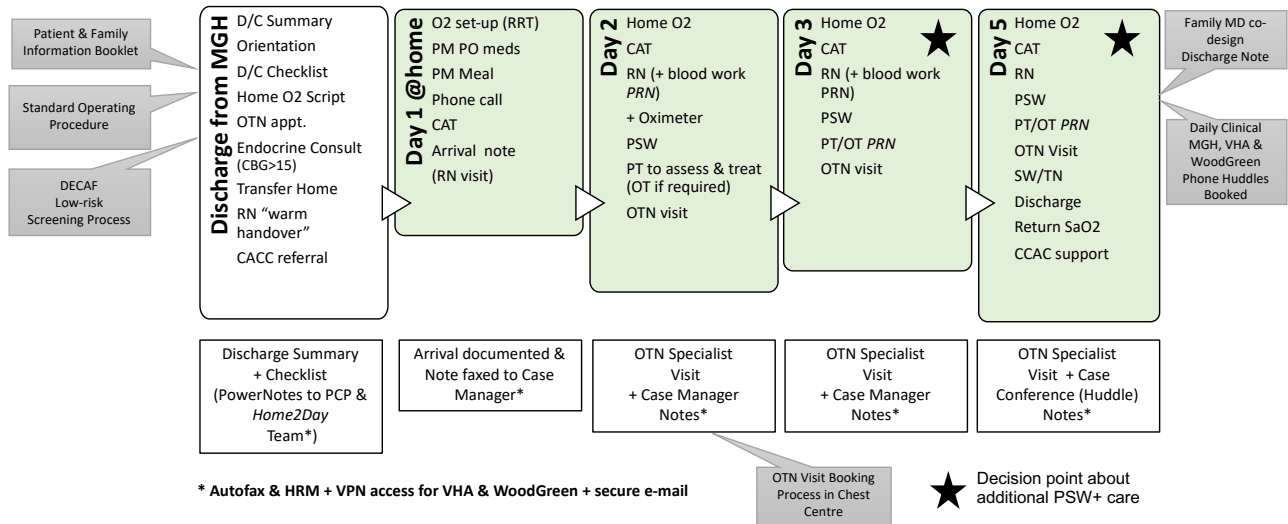 Patient & Family
Information Booklet
Standard Operating
Procedure
DECAF
Low-risk
Screening Process
Discharge from MGH
D/C Summary
Orientation
D/C Checklist
Home O2 Script
OTN appt.
Endocrine Consult
(CBG>15)
Transfer Home
RN “warm
handover”
CACC referral
Day 1 @home
O2 set-up (RRT)
PM PO meds
PM Meal
Phone call
CAT
Arrival note
(RN visit)
Day 2
Home O2
CAT
RN (+ blood work
PRN)
+ Oximeter
PSW
PT to assess & treat
(OT if required)
OTN visit
Day 3
Home O2
CAT
RN (+ blood work
PRN)
PSW
PT/OT PRN
OTN visit
Day 5
Home O2
CAT
RN
PSW
PT/OT PRN
OTN Visit
SW/TN
Discharge
Return SaO2
CCAC support
Family MD co-
design
Discharge Note
Daily Clinical
MGH, VHA &
WoodGreen
Phone Huddles
Booked
Discharge Summary
+ Checklist
(PowerNotes to PCP &
Home2Day
Team*)
Arrival documented &
Note faxed to Case
Manager*
OTN Specialist
Visit
+ Case Manager
Notes*
OTN Specialist
Visit
+ Case Manager
Notes*
OTN Specialist
Visit + Case
Conference (Huddle)
Notes*
* Autofax & HRM + VPN access for VHA & WoodGreen + secure e-mail
OTN Visit Booking
Process in Chest
Centre
Decision point about
additional PSW+ care